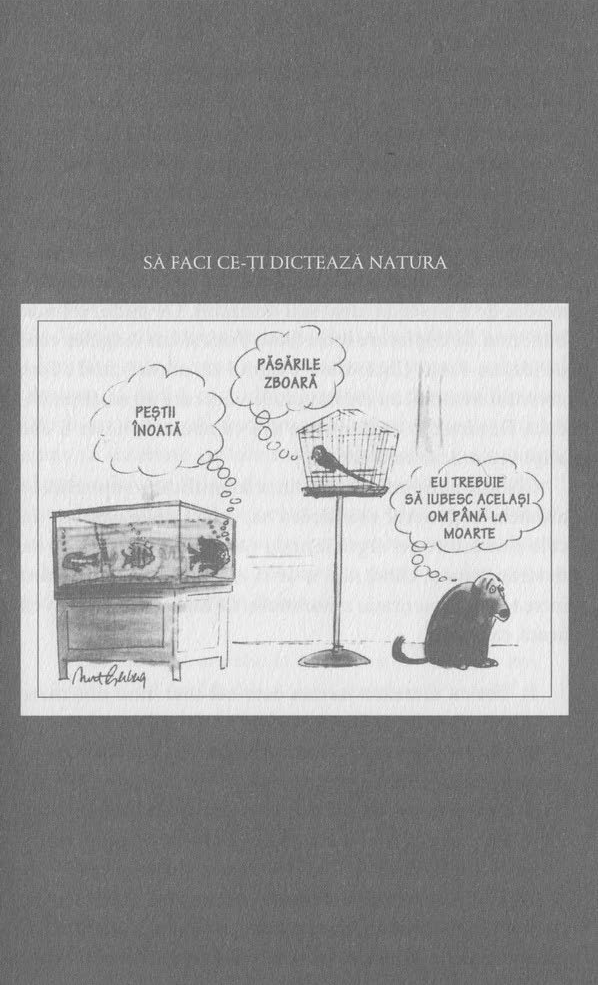 SĂ FACI CE-ȚI DICTEAZĂ NATURA
PEȘTII
ÎNOATĂ
PĂSĂRILE
ZBOARĂ
EU TREBUIE
SĂ IUBESC ACELAȘI
OM PÂNĂ LA
MOARTE